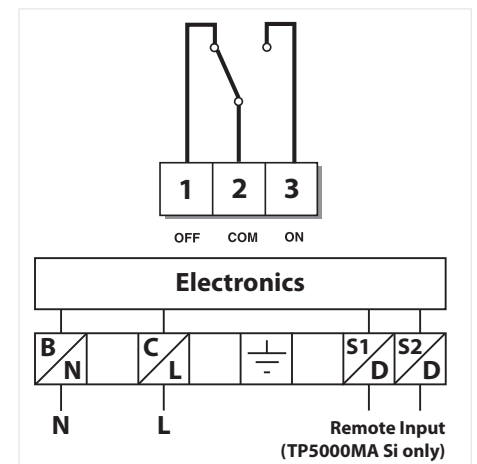 1 2 3
OFF COM ON
Electronics
B N C L S1 D S2 D
N L Remote Input
(TP5000MA Si only)